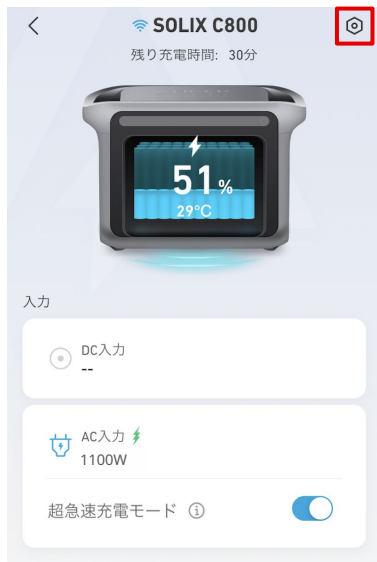 SOLIX C800
残り充電時間: 30分
51%
29°C
入力
DC入力
--
AC入力
1100W
超急速充電モード